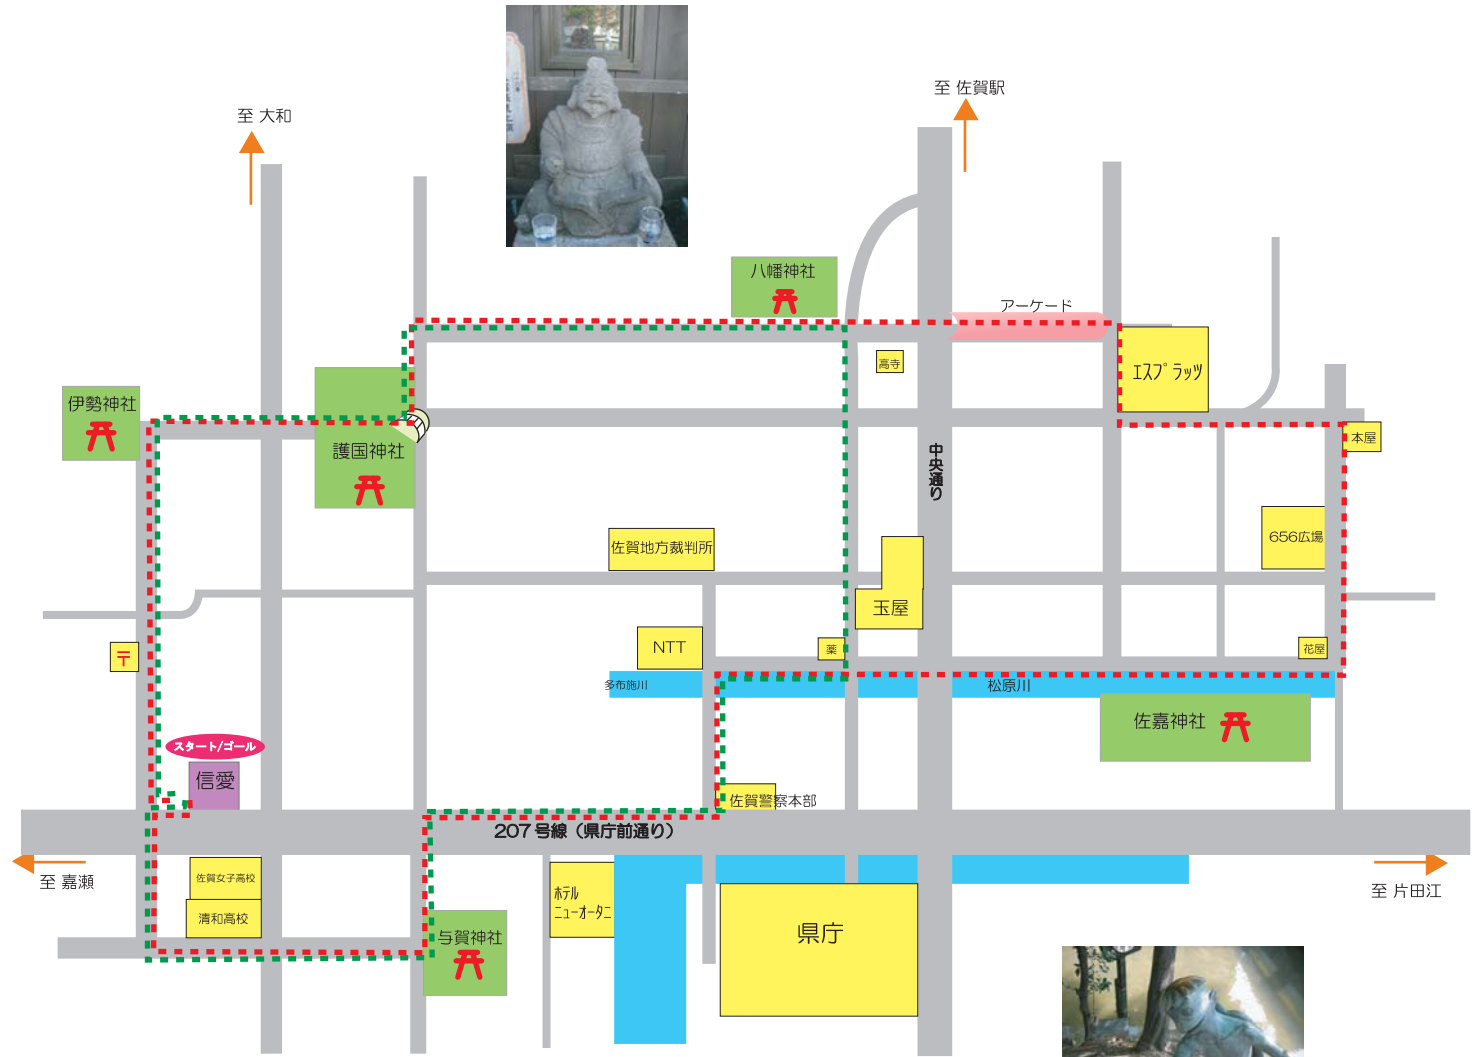 至 佐賀駅
至 大和
八幡神社
アーケード
高寺
エスプラッツ
伊勢神社
護国神社
本屋
中央通り
佐賀地方裁判所
656広場
玉屋
NTT
薬
花屋
〒
多布施川
松原川
佐嘉神社
スタート/ゴール
信愛
佐賀警察本部
207号線（県庁前通り）
至 嘉瀬
佐賀女子高校
清和高校
ホテル
ニューオータニ
至 片田江
与賀神社
県庁